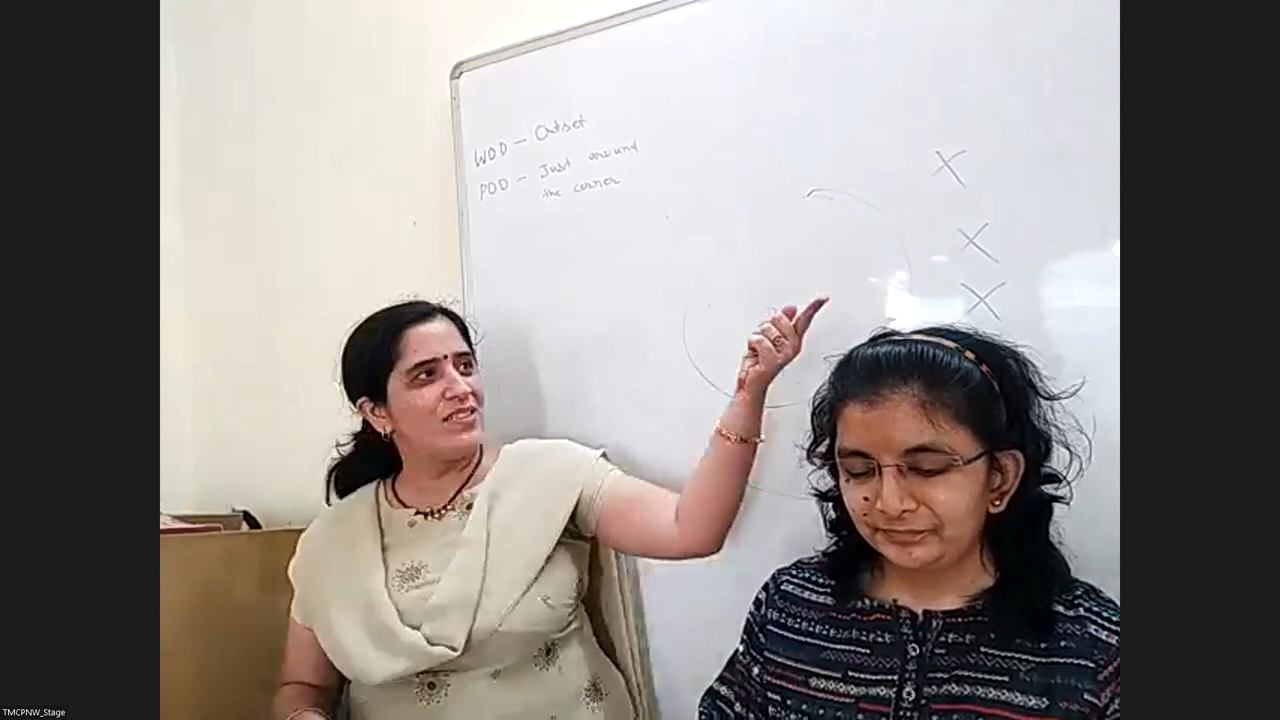 WOD - Outset
POD - Just around
the corner
X
X
X
TMCPNW_Stage